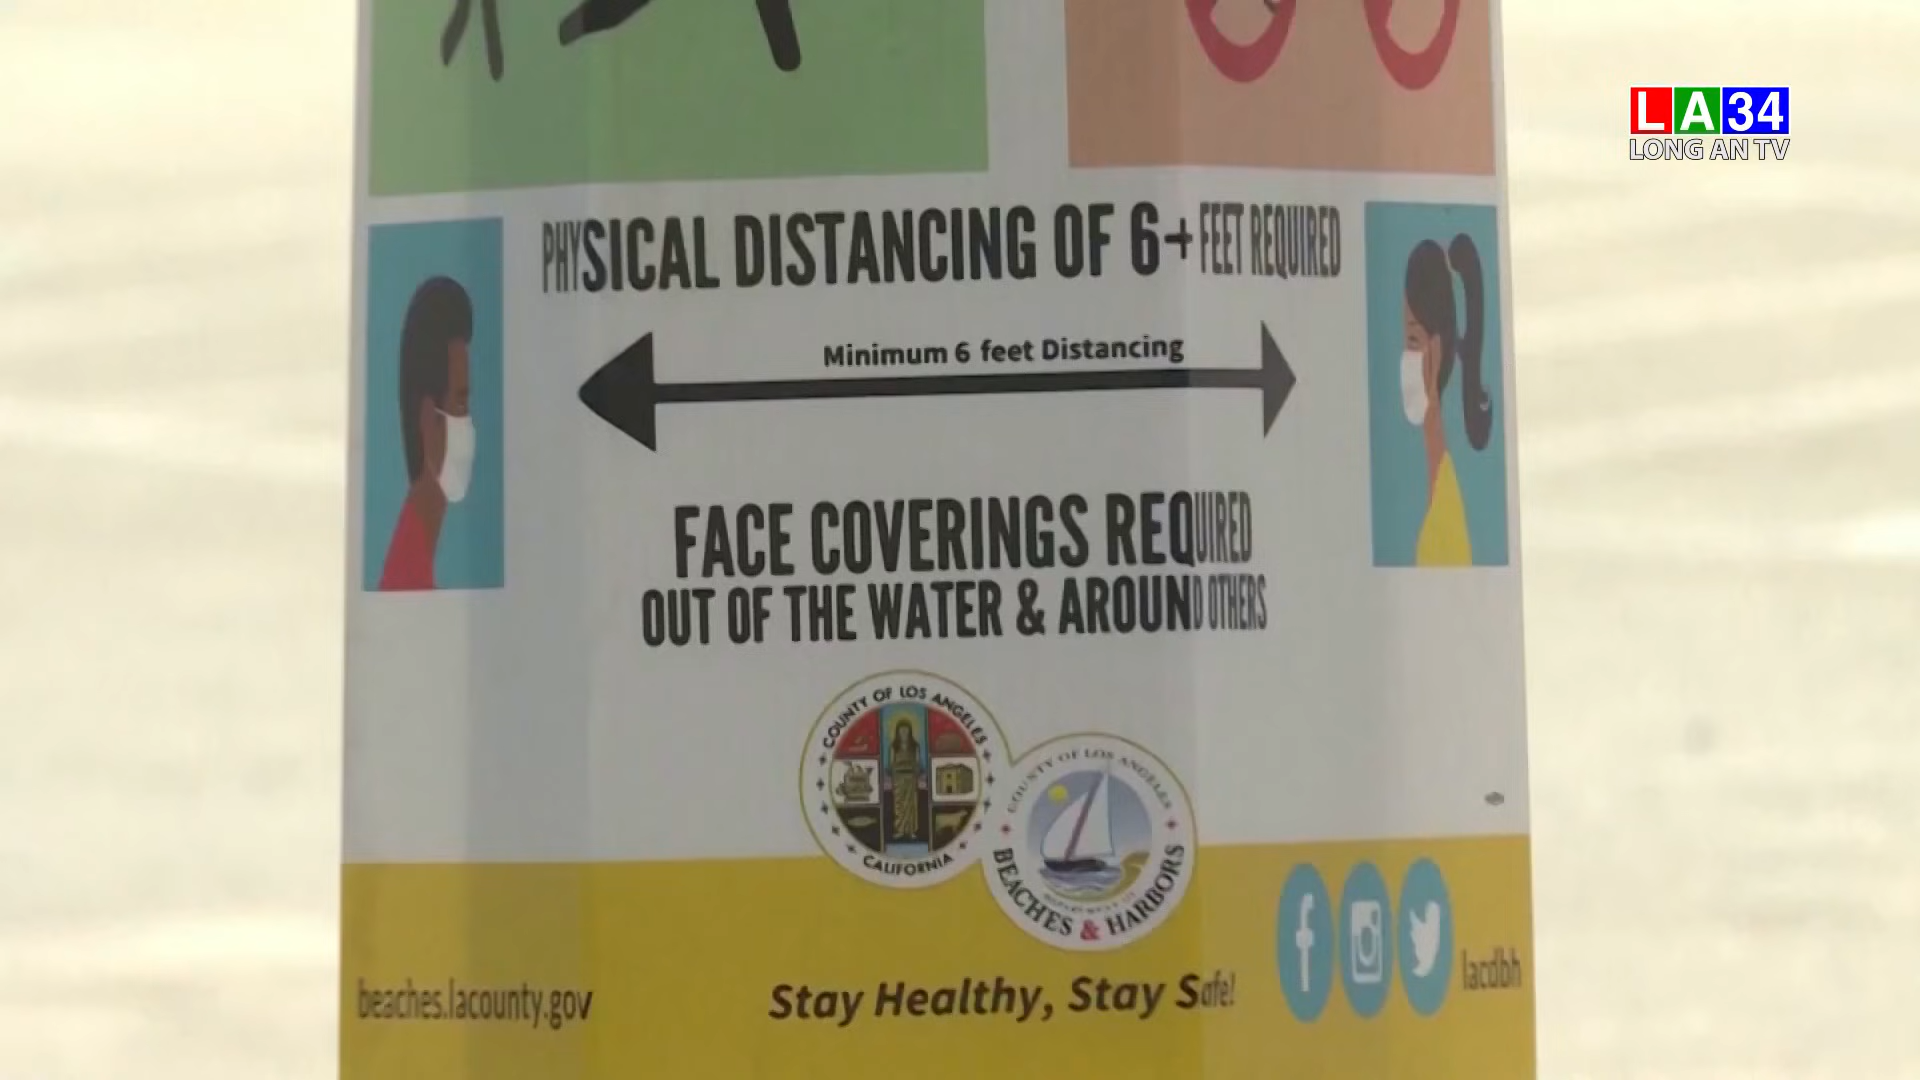 LA34
LONG AN TV
PHYSICAL DISTANCING OF 6+ FEET REQUIRED
Minimum 6 feet Distancing
FACE COVERINGS REQUIRED
OUT OF THE WATER & AROUND OTHERS
COUNTY OF LOS ANGELES
CALIFORNIA
COUNTY OF LOS ANGELES
BEACHES & HARBORS
beaches.lacounty.gov
Stay Healthy, Stay Safe!
lacdbh